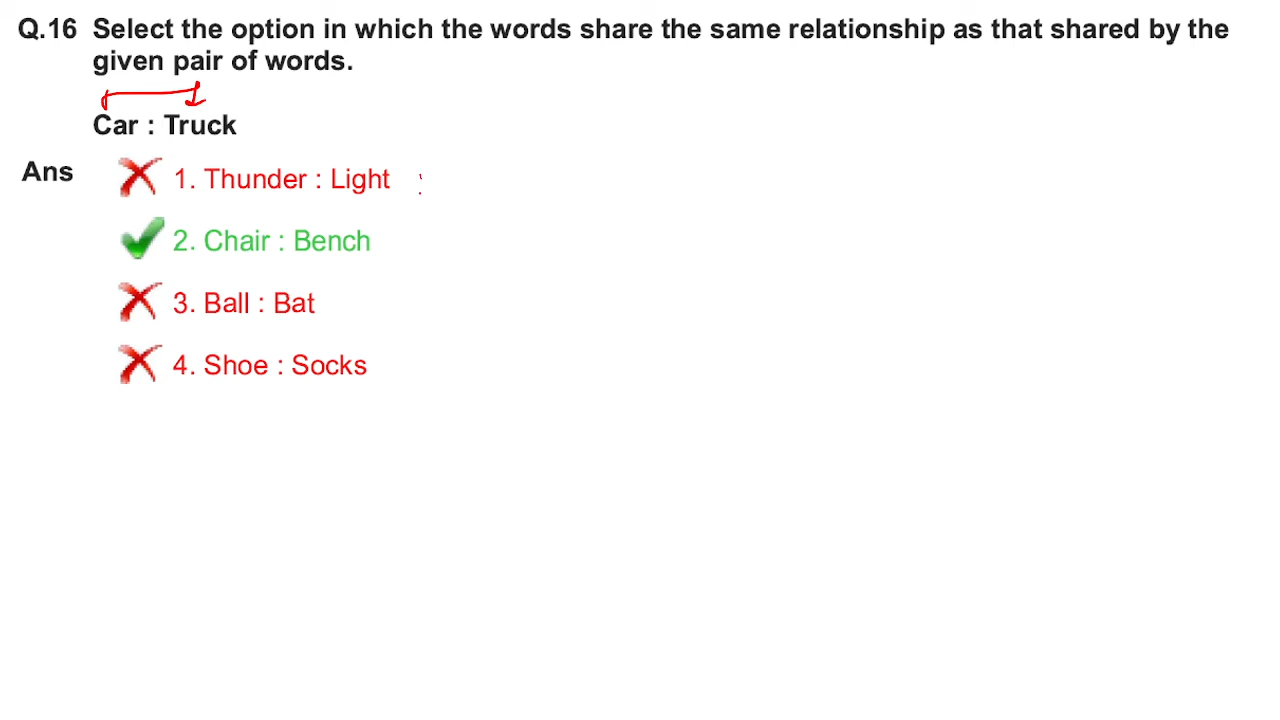 Q.16 Select the option in which the words share the same relationship as that shared by the
given pair of words.
Car : Truck
Ans 1. Thunder : Light
2. Chair : Bench
3. Ball : Bat
4. Shoe : Socks